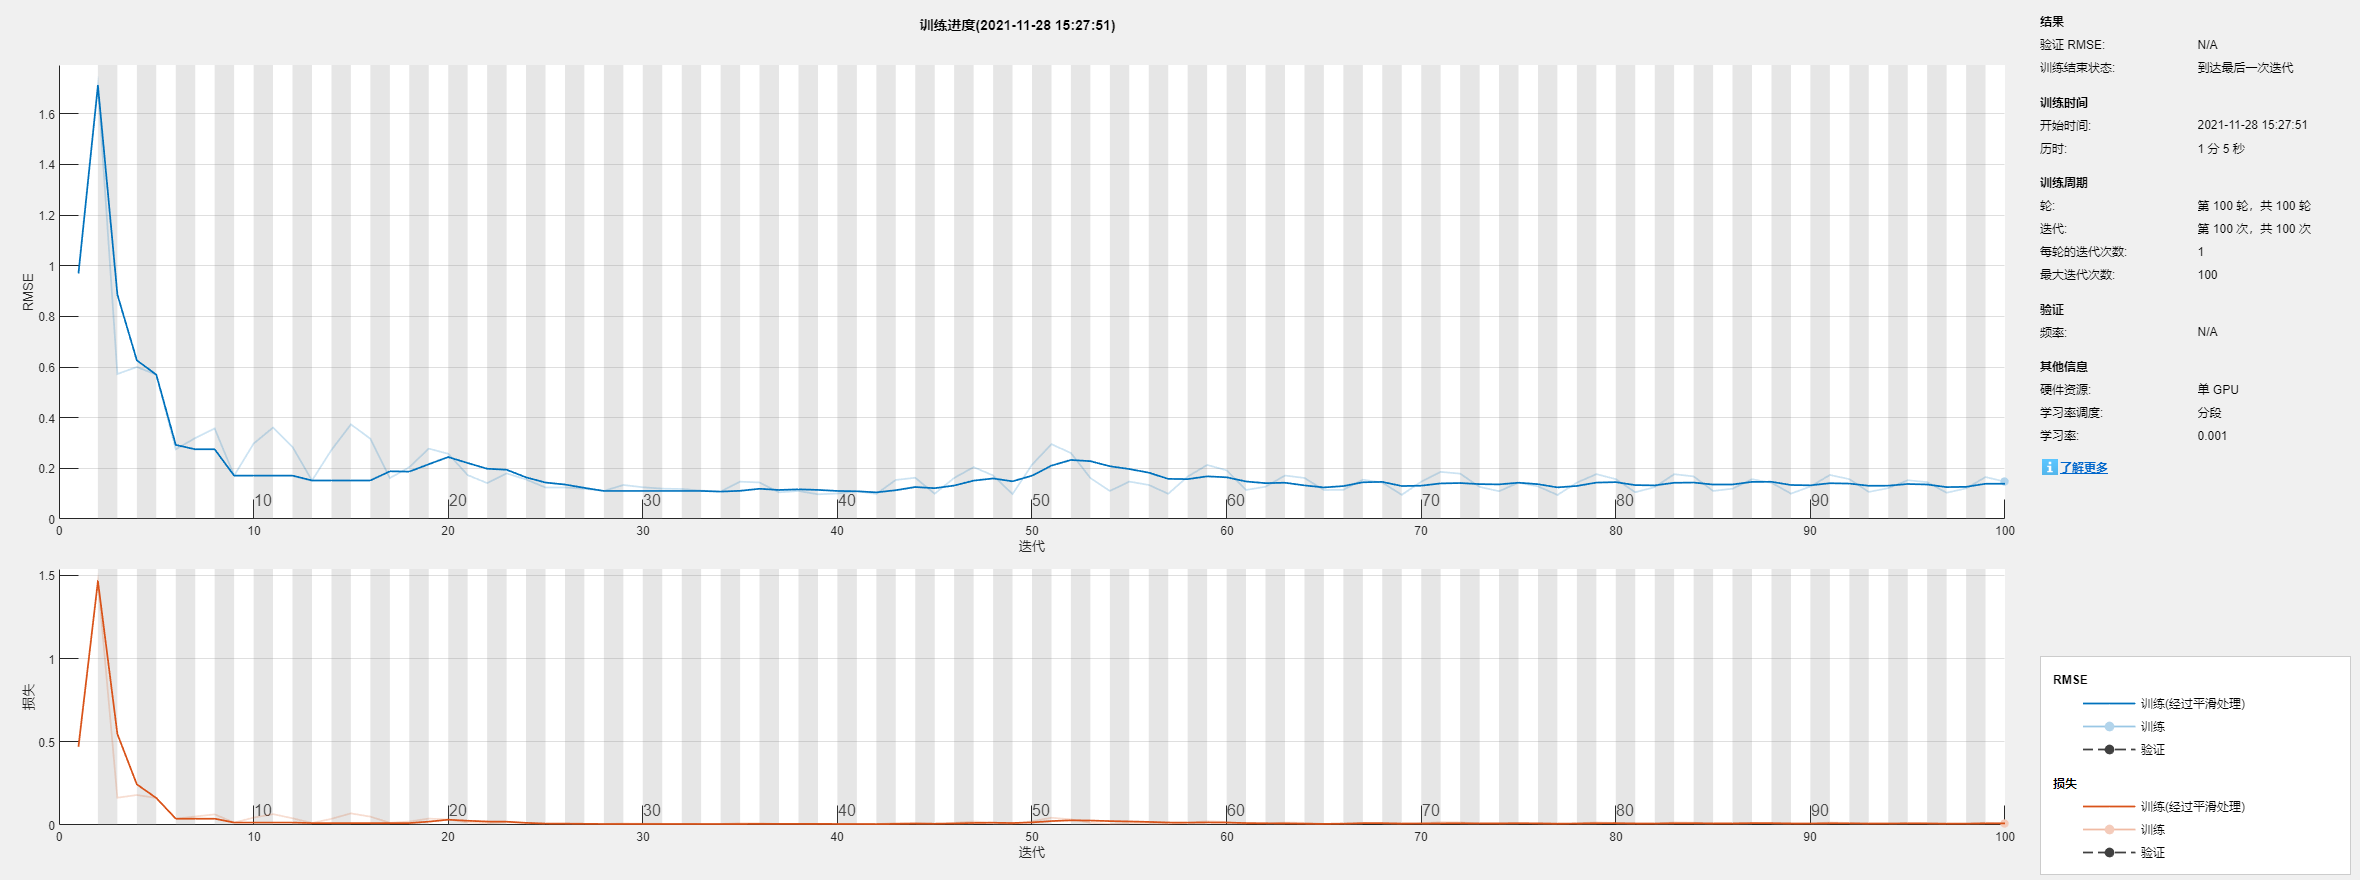 训练进度(2021-11-28 15:27:51)
RMSE
1.6
1.4
1.2
1
0.8
0.6
0.4
0.2
0
10
20
30
40
50
60
70
80
90
0
10
20
30
40
50
60
70
80
90
100
迭代
损失
1.5
1
0.5
0
10
20
30
40
50
60
70
80
90
0
10
20
30
40
50
60
70
80
90
100
迭代
结果
验证 RMSE: N/A
训练结束状态: 到达最后一次迭代
训练时间
开始时间: 2021-11-28 15:27:51
历时: 1 分 5 秒
训练周期
轮: 第 100 轮，共 100 轮
迭代: 第 100 次，共 100 次
每轮的迭代次数: 1
最大迭代次数: 100
验证
频率: N/A
其他信息
硬件资源: 单 GPU
学习率调度: 分段
学习率: 0.001
i 了解更多
RMSE
训练(经过平滑处理)
训练
验证
损失
训练(经过平滑处理)
训练
验证